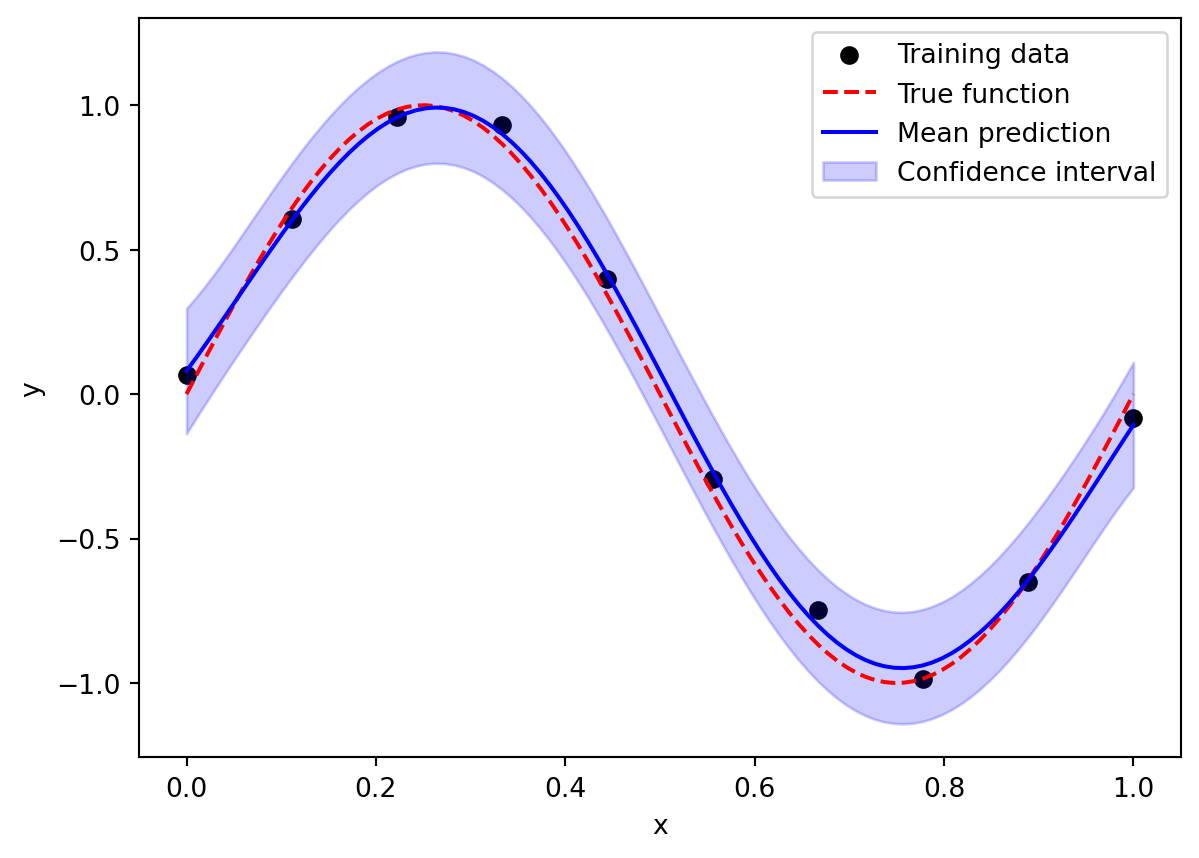 Training data
True function
Mean prediction
Confidence interval
1.0
0.5
0.0
−0.5
−1.0
y
0.0 0.2 0.4 0.6 0.8 1.0
x